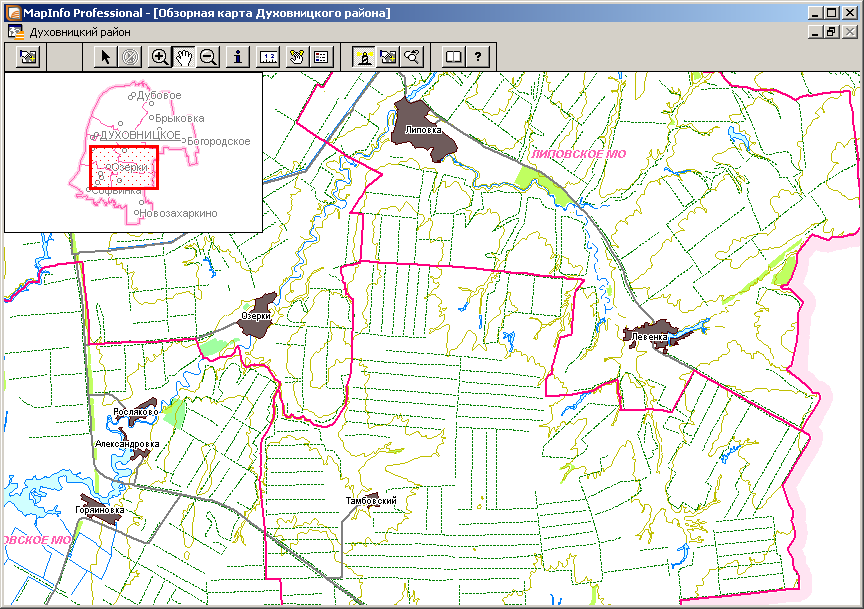 MapInfo Professional - [Обзорная карта Духовницкого района]
Духовницкий район
Дубовое
Брыковка
ДУХОВНИЦКОЕ
Богородское
Озерки
Софьинка
Новозахаркино
Липовка
ЛИПОВСКОЕ МО
Озерки
Левенка
Росляково
Александровка
Тамбовский
Горяиновка
ОВСКОЕ МО